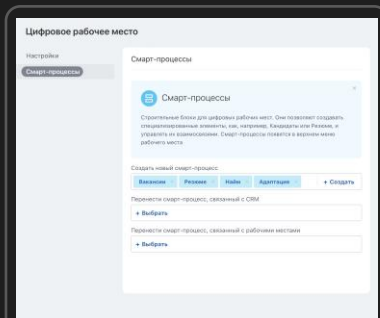 Цифровое рабочее место
Настройки
Смарт-процессы
Смарт-процессы
Смарт-процессы
Строительные блоки для цифровых рабочих мест. Они позволяют создавать
специализированные элементы, как, например, Кандидаты или Резюме, и
управлять их взаимосвязями. Смарт-процессы появятся в верхнем меню
рабочего места
Создать новый смарт-процесс
Вакансии × Резюме × Найм × Адаптация × + Создать
Перенести смарт-процесс, связанный с CRM
+ Выбрать
Перенести смарт-процесс, связанный с рабочими местами
+ Выбрать